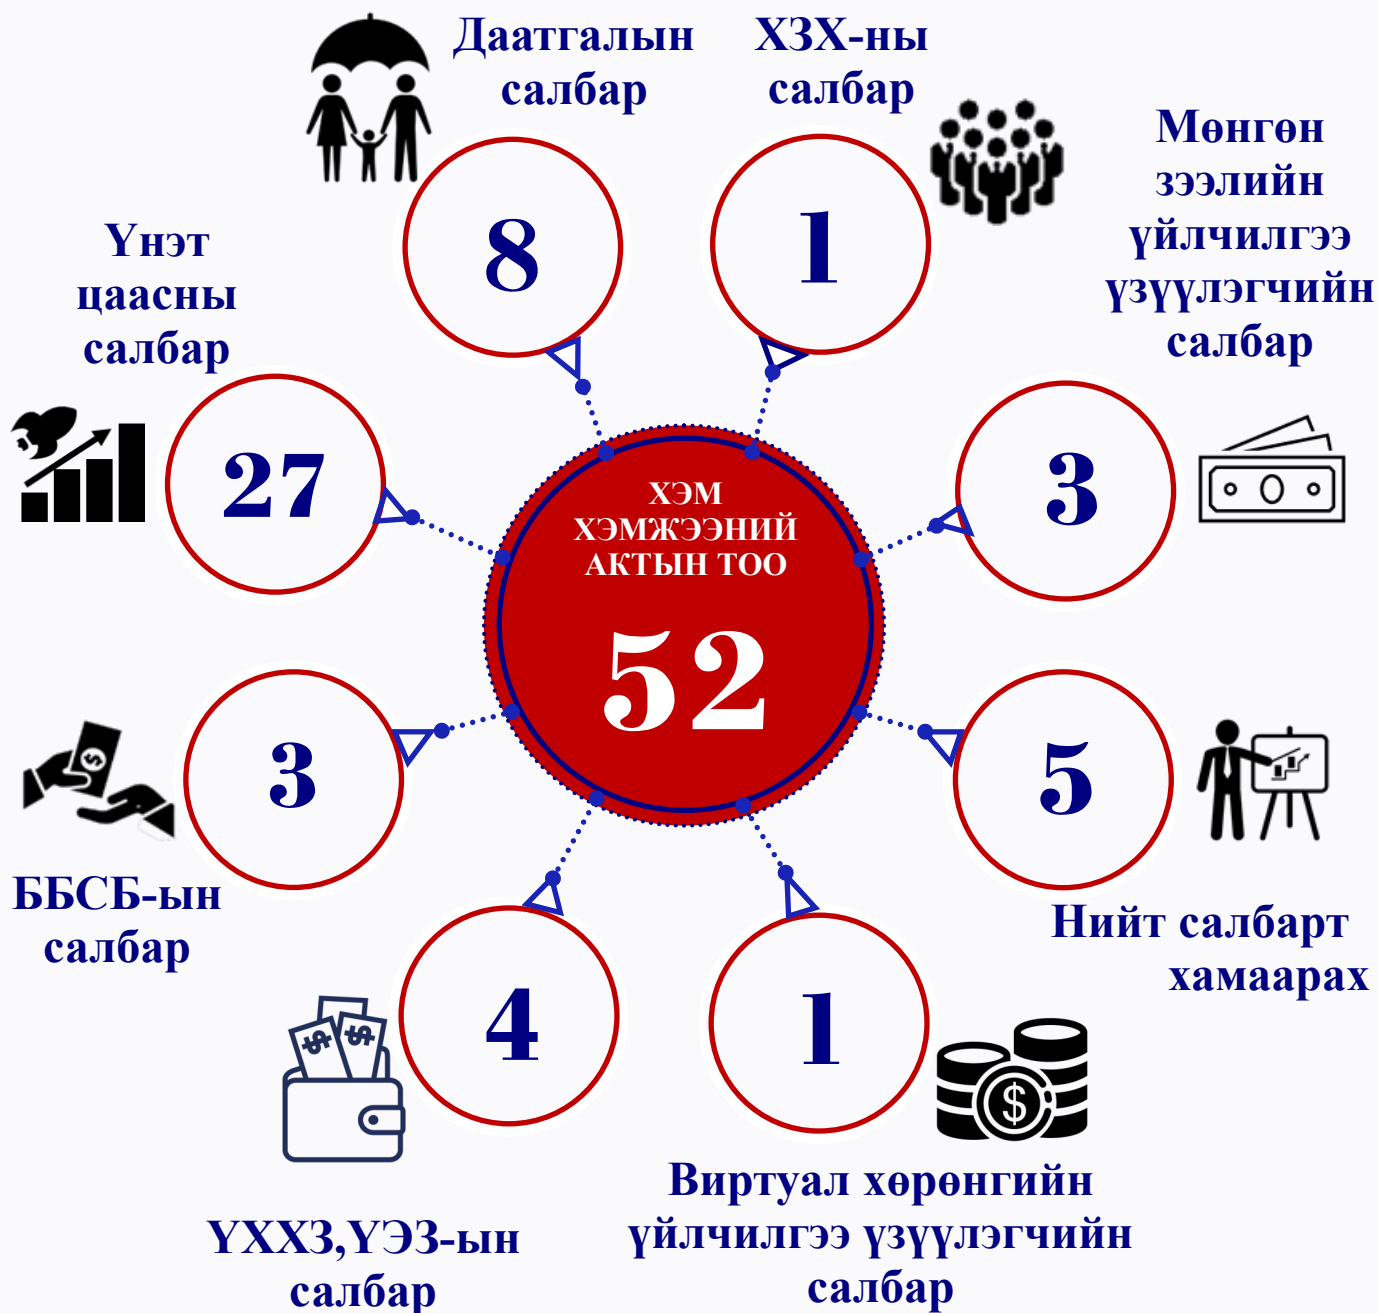 Даатгалын
салбар
8
ХЗХ-ны
салбар
1
Мөнгөн
зээлийн
үйлчилгээ
үзүүлэгчийн
салбар
3
Үнэт
цаасны
салбар
27
ХЭМ
ХЭМЖЭЭНИЙ
АКТЫН ТОО
52
3
ББСБ-ын
салбар
5
Нийт салбарт
хамаарах
4
ҮХХЗ,ҮЭЗ-ын
салбар
1
$
Виртуал хөрөнгийн
үйлчилгээ үзүүлэгчийн
салбар